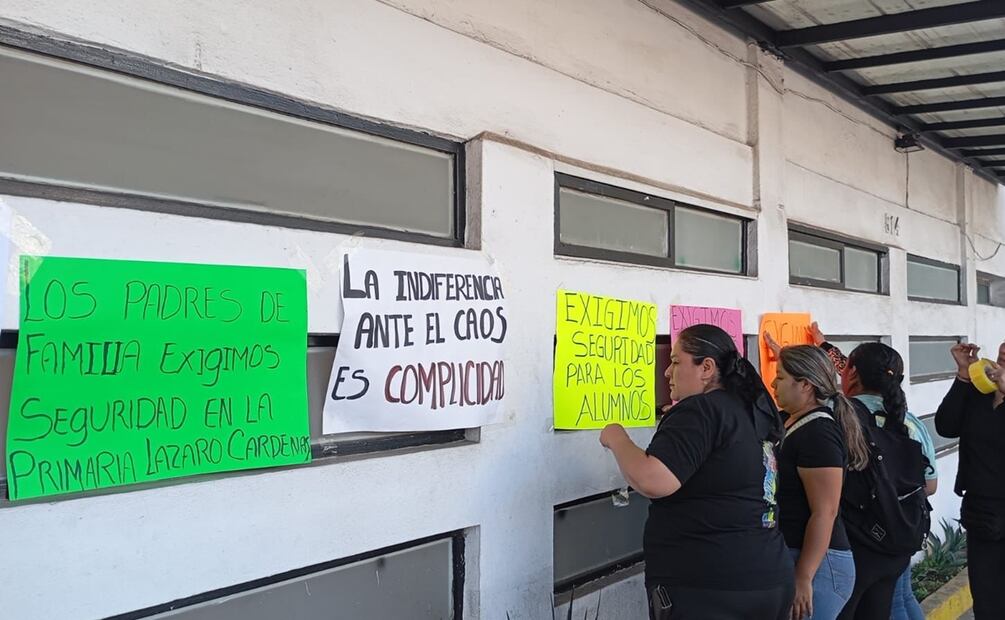 LOS PADRES DE
FAMILIA EXIGIMOS
SEGURIDAD EN LA
PRIMARIA LAZARO CARDENAS
LA INDIFERENCIA
ANTE EL CAOS
ES COMPLICIDAD
EXIGIMOS
SEGURIDAD
PARA LOS
ALUMNOS
EXIGIMOS